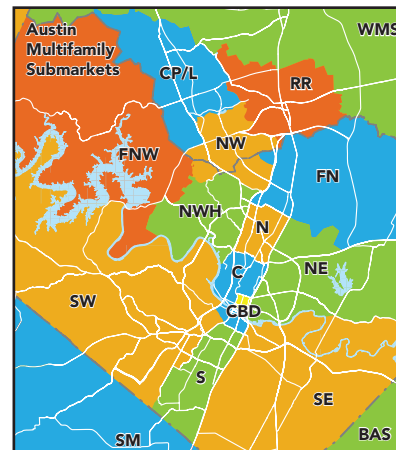 Austin
Multifamily
Submarkets
WMS
CP/L
RR
NW
FNW
FN
NWH
N
C
NE
SW
CBD
S
SE
SM
BAS